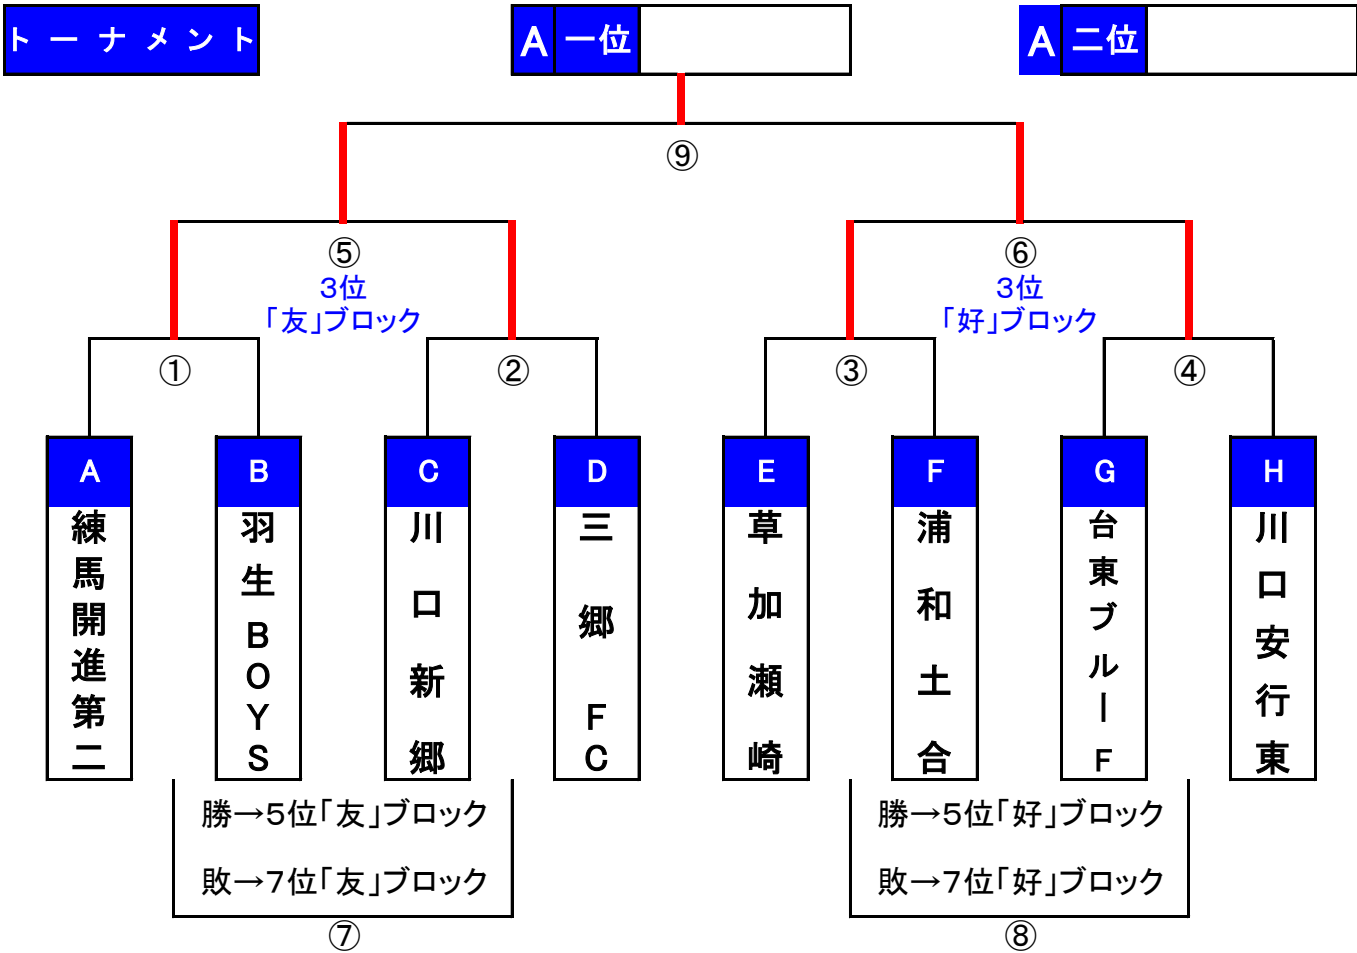 トーナメント
A 一位
A 二位
⑨
⑤
3位
「友」ブロック
⑥
3位
「好」ブロック
①
②
③
④
A
練馬開進第二
B
羽生BOYS
C
川口新郷
D
三郷FC
E
草加瀬崎
F
浦和土合
G
台東ブルーF
H
川口安行東
勝→5位「友」ブロック
敗→7位「友」ブロック
⑦
勝→5位「好」ブロック
敗→7位「好」ブロック
⑧